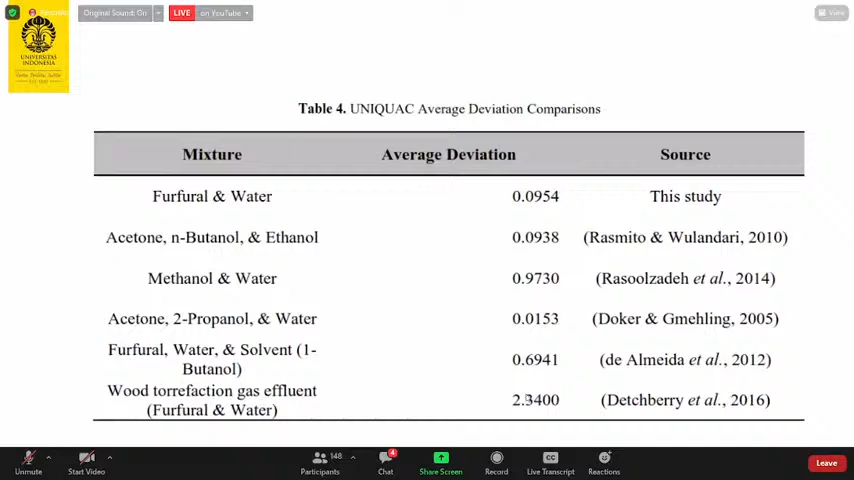 Original Sound: On
LIVE on YouTube
View
UNIVERSITAS
INDONESIA
Table 4. UNIQUAC Average Deviation Comparisons
Mixture Average Deviation Source
Furfural & Water 0.0954 This study
Acetone, n-Butanol, & Ethanol 0.0938 (Rasmito & Wulandari, 2010)
Methanol & Water 0.9730 (Rasoolzadeh et al., 2014)
Acetone, 2-Propanol, & Water 0.0153 (Doker & Gmehling, 2005)
Furfural, Water, & Solvent (1-
Butanol) 0.6941 (de Almeida et al., 2012)
Wood torrefaction gas effluent
(Furfural & Water) 2.3400 (Detchberry et al., 2016)
148
4
Unmute Start Video Participants Chat Share Screen Record Live Transcript Reactions Leave